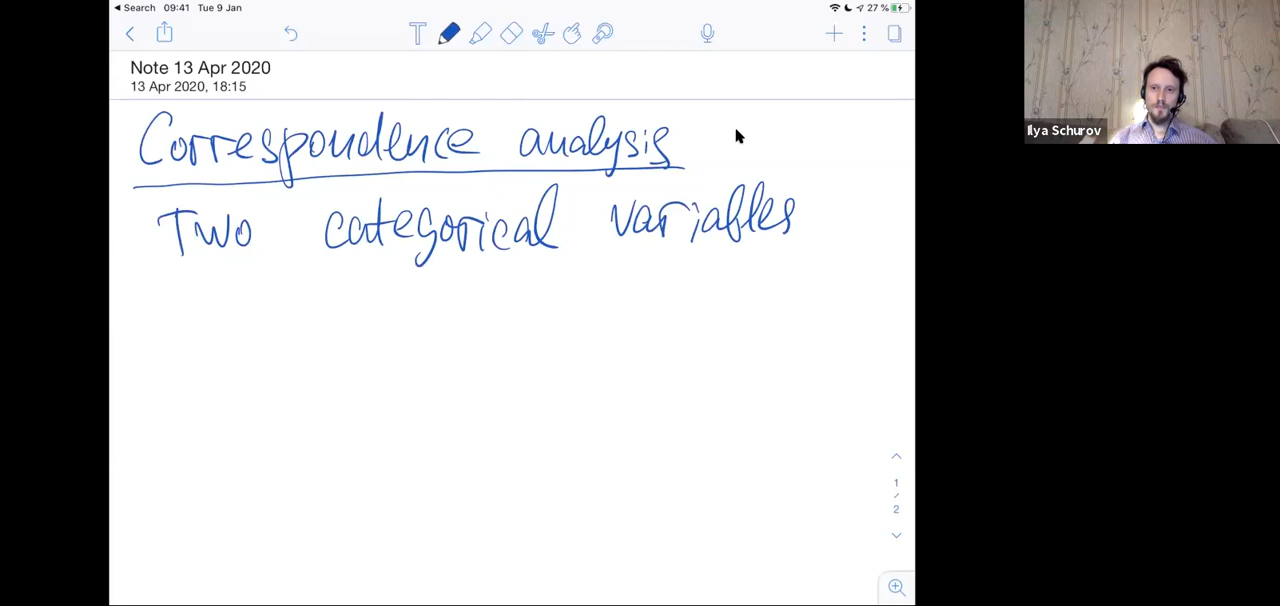 Search 09:41 Tue 9 Jan 27 %
T
Note 13 Apr 2020
13 Apr 2020, 18:15
Correspondence analysis
Two categorical variables
1
2
Ilya Schurov